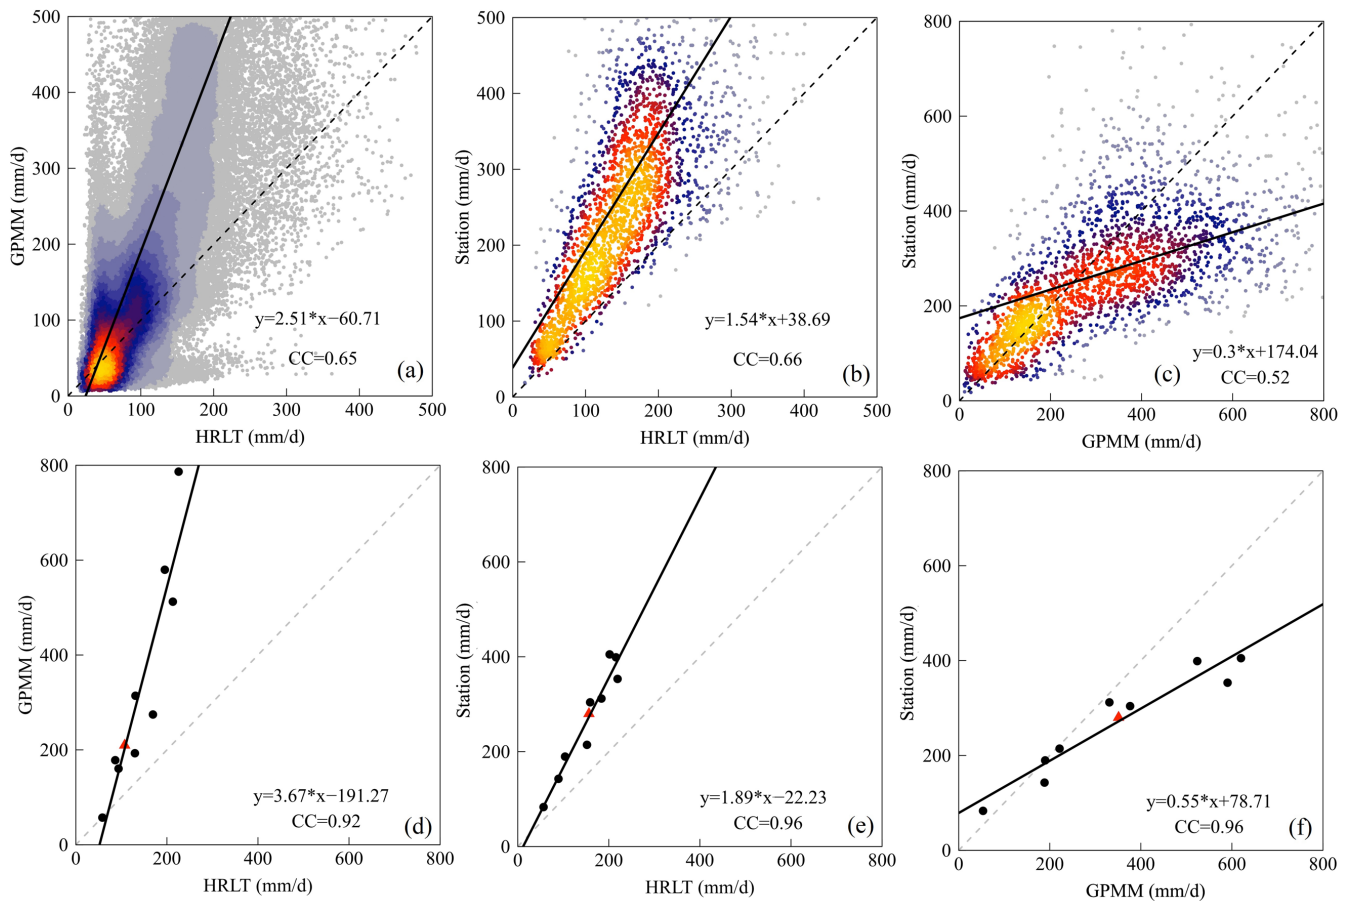 500
400
300
200
100
0
GPMM (mm/d)
y=2.51*x−60.71
CC=0.65
(a)
0
100
200
300
400
500
HRLT (mm/d)
500
400
300
200
100
0
Station (mm/d)
y=1.54*x+38.69
CC=0.66
(b)
0
100
200
300
400
500
HRLT (mm/d)
800
600
400
200
0
Station (mm/d)
y=0.3*x+174.04
CC=0.52
(c)
0
200
400
600
800
GPMM (mm/d)
800
600
400
200
0
GPMM (mm/d)
y=3.67*x−191.27
CC=0.92
(d)
0
200
400
600
800
HRLT (mm/d)
800
600
400
200
0
Station (mm/d)
y=1.89*x−22.23
CC=0.96
(e)
0
200
400
600
800
HRLT (mm/d)
800
600
400
200
0
Station (mm/d)
y=0.55*x+78.71
CC=0.96
(f)
0
200
400
600
800
GPMM (mm/d)